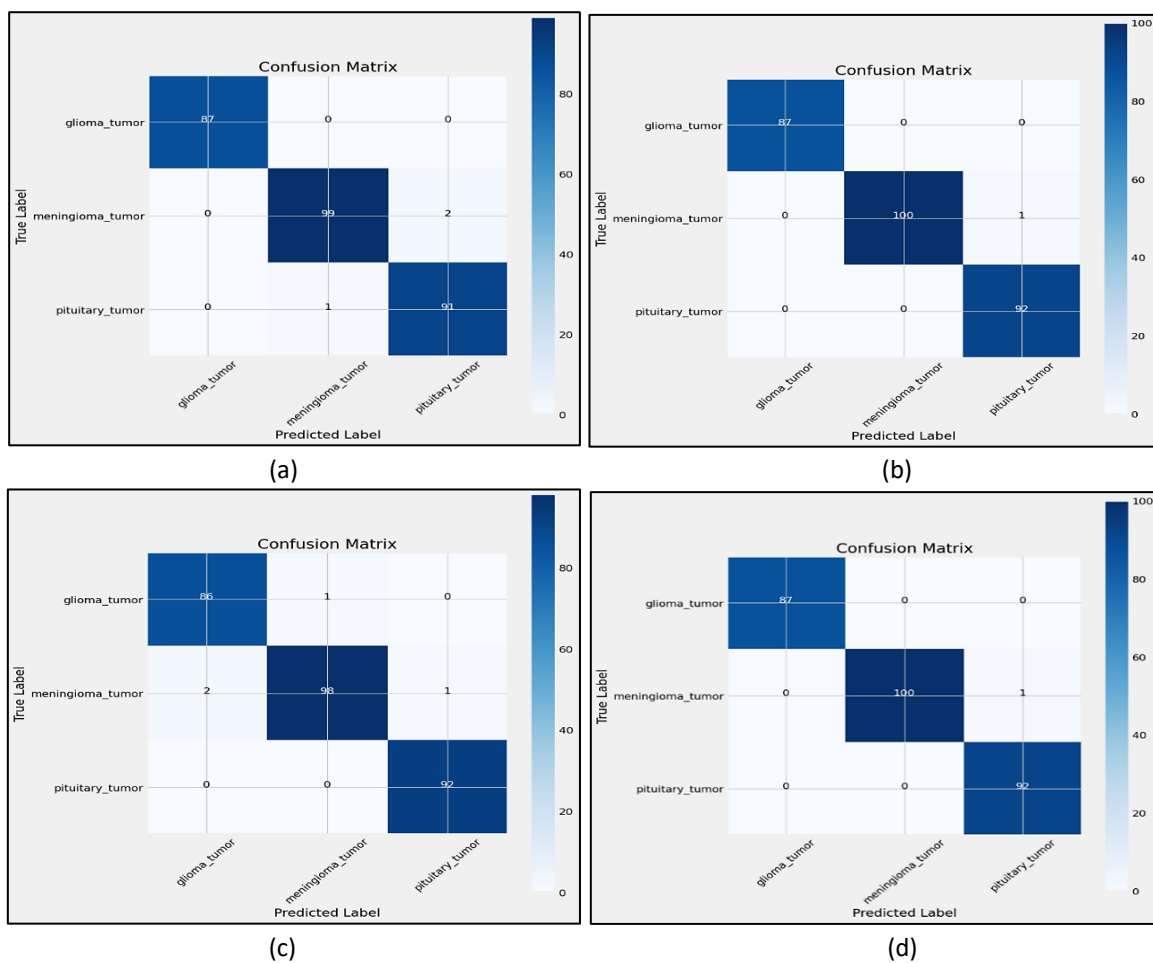 Confusion Matrix
glioma_tumor 87 0 0
meningioma_tumor 0 99 2
pituitary_tumor 0 1 91
True Label
glioma_tumor meningioma_tumor pituitary_tumor
Predicted Label
80
60
40
20
0
(a)
Confusion Matrix
glioma_tumor 87 0 0
meningioma_tumor 0 100 1
pituitary_tumor 0 0 92
True Label
glioma_tumor meningioma_tumor pituitary_tumor
Predicted Label
100
80
60
40
20
0
(b)
Confusion Matrix
glioma_tumor 86 1 0
meningioma_tumor 2 98 1
pituitary_tumor 0 0 92
True Label
glioma_tumor meningioma_tumor pituitary_tumor
Predicted Label
80
60
40
20
0
(c)
Confusion Matrix
glioma_tumor 87 0 0
meningioma_tumor 0 100 1
pituitary_tumor 0 0 92
True Label
glioma_tumor meningioma_tumor pituitary_tumor
Predicted Label
100
80
60
40
20
0
(d)